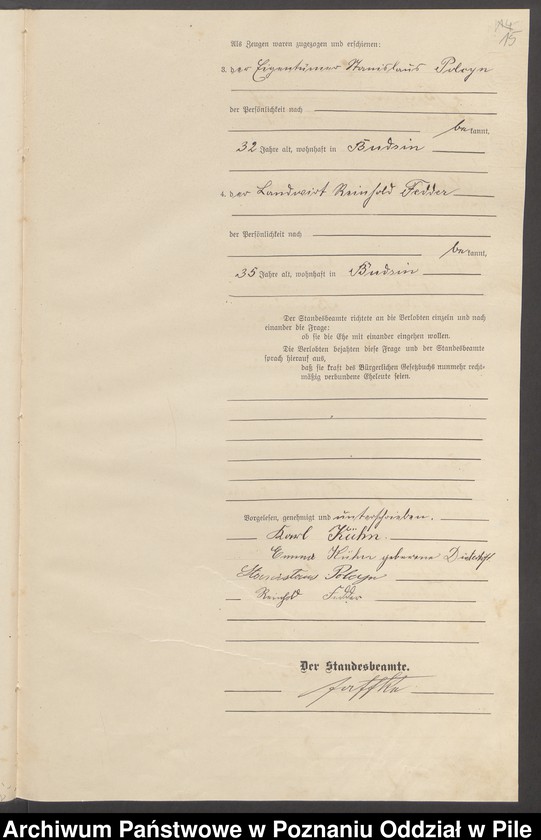 15
Als Zeugen waren zugezogen und erschienen:
3. der Eigentümer Stanislaus Poloyn
der Persönlichkeit nach
bekannt,
32 Jahre alt, wohnhaft in Budsin
4. der Landwirt Reinhold Fedder
der Persönlichkeit nach
bekannt,
35 Jahre alt, wohnhaft in Budsin
Der Standesbeamte richtete an die Verlobten einzeln und nach
einander die Frage:
ob sie die Ehe mit einander eingehen wollen.
Die Verlobten bejahten diese Frage und der Standesbeamte
sprach hierauf aus,
daß sie kraft des Bürgerlichen Gesetzbuchs nunmehr recht-
mäßig verbundene Eheleute seien.
Vorgelesen, genehmigt und unterschrieben.
Karl Kühn.
Emma Kühn geborene
Stanislaus Poloyn
Reinhold Fedder
Der Standesbeamte.
Archiwum Państwowe w Poznaniu Oddział w Pile